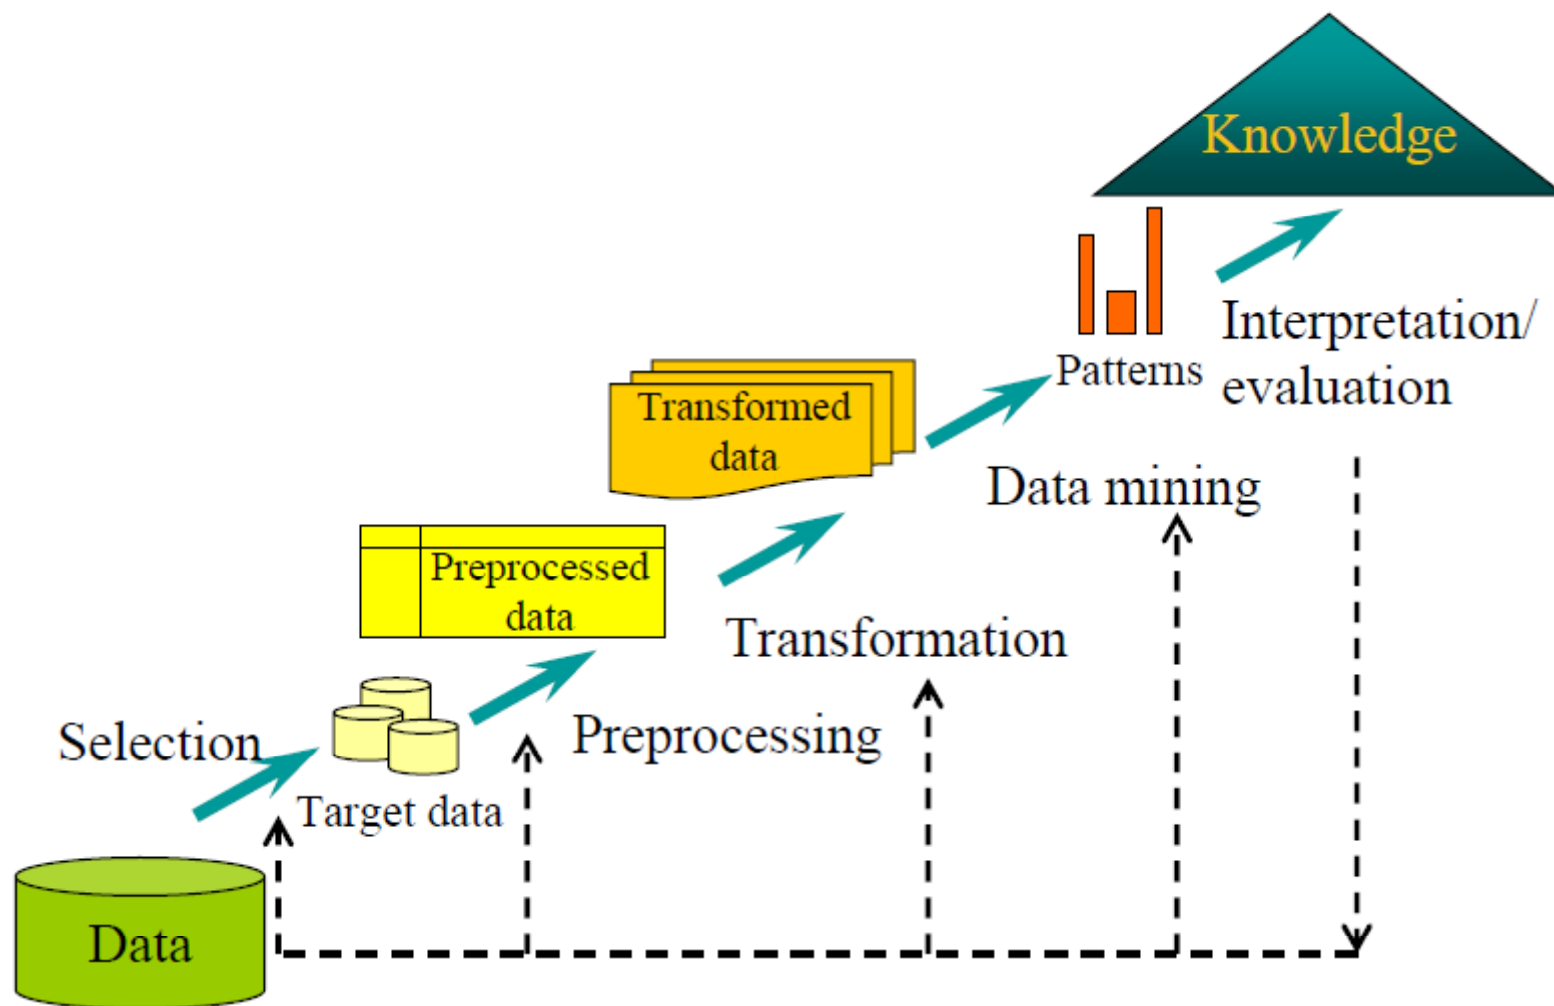 Knowledge
Interpretation/
evaluation
Patterns
Transformed
data
Data mining
Preprocessed
data
Transformation
Selection
Preprocessing
Target data
Data